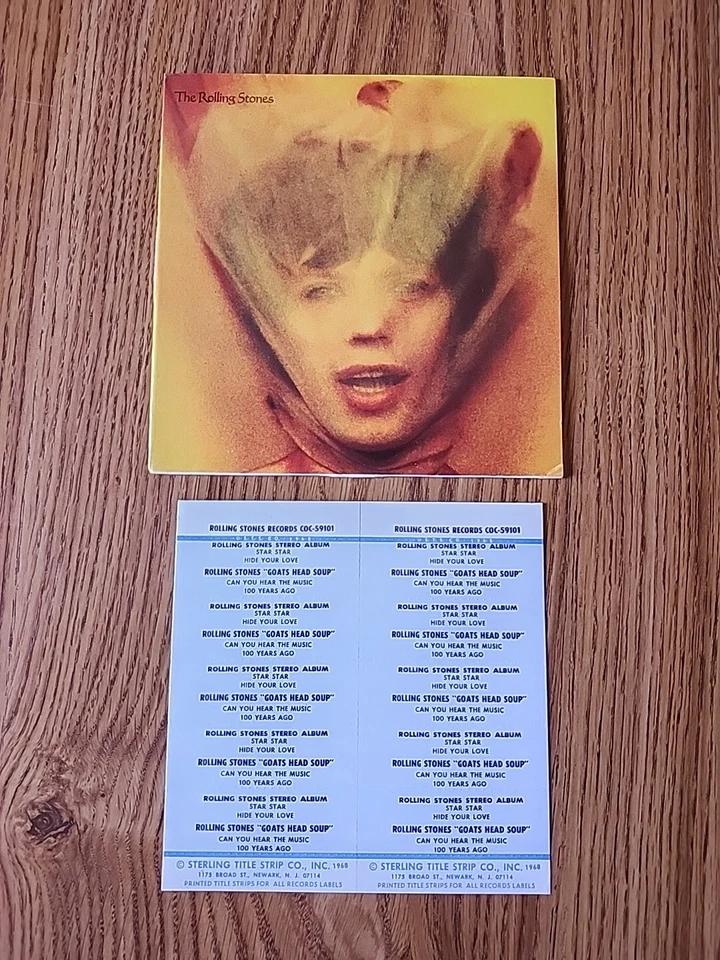 The Rolling Stones
ROLLING STONES RECORDS COC-59101
ROLLING STONES STEREO ALBUM
STAR STAR
HIDE YOUR LOVE
ROLLING STONES "GOATS HEAD SOUP"
CAN YOU HEAR THE MUSIC
100 YEARS AGO
ROLLING STONES STEREO ALBUM
STAR STAR
HIDE YOUR LOVE
ROLLING STONES "GOATS HEAD SOUP"
CAN YOU HEAR THE MUSIC
100 YEARS AGO
ROLLING STONES STEREO ALBUM
STAR STAR
HIDE YOUR LOVE
ROLLING STONES "GOATS HEAD SOUP"
CAN YOU HEAR THE MUSIC
100 YEARS AGO
ROLLING STONES STEREO ALBUM
STAR STAR
HIDE YOUR LOVE
ROLLING STONES "GOATS HEAD SOUP"
CAN YOU HEAR THE MUSIC
100 YEARS AGO
ROLLING STONES STEREO ALBUM
STAR STAR
HIDE YOUR LOVE
ROLLING STONES "GOATS HEAD SOUP"
CAN YOU HEAR THE MUSIC
100 YEARS AGO
© STERLING TITLE STRIP CO., INC. 1968
1175 BROAD ST., NEWARK, N. J. 07114
PRINTED TITLE STRIPS FOR ALL RECORDS LABELS
ROLLING STONES RECORDS COC-59101
ROLLING STONES STEREO ALBUM
STAR STAR
HIDE YOUR LOVE
ROLLING STONES "GOATS HEAD SOUP"
CAN YOU HEAR THE MUSIC
100 YEARS AGO
ROLLING STONES STEREO ALBUM
STAR STAR
HIDE YOUR LOVE
ROLLING STONES "GOATS HEAD SOUP"
CAN YOU HEAR THE MUSIC
100 YEARS AGO
ROLLING STONES STEREO ALBUM
STAR STAR
HIDE YOUR LOVE
ROLLING STONES "GOATS HEAD SOUP"
CAN YOU HEAR THE MUSIC
100 YEARS AGO
ROLLING STONES STEREO ALBUM
STAR STAR
HIDE YOUR LOVE
ROLLING STONES "GOATS HEAD SOUP"
CAN YOU HEAR THE MUSIC
100 YEARS AGO
ROLLING STONES STEREO ALBUM
STAR STAR
HIDE YOUR LOVE
ROLLING STONES "GOATS HEAD SOUP"
CAN YOU HEAR THE MUSIC
100 YEARS AGO
© STERLING TITLE STRIP CO., INC. 1968
1175 BROAD ST., NEWARK, N. J. 07114
PRINTED TITLE STRIPS FOR ALL RECORDS LABELS